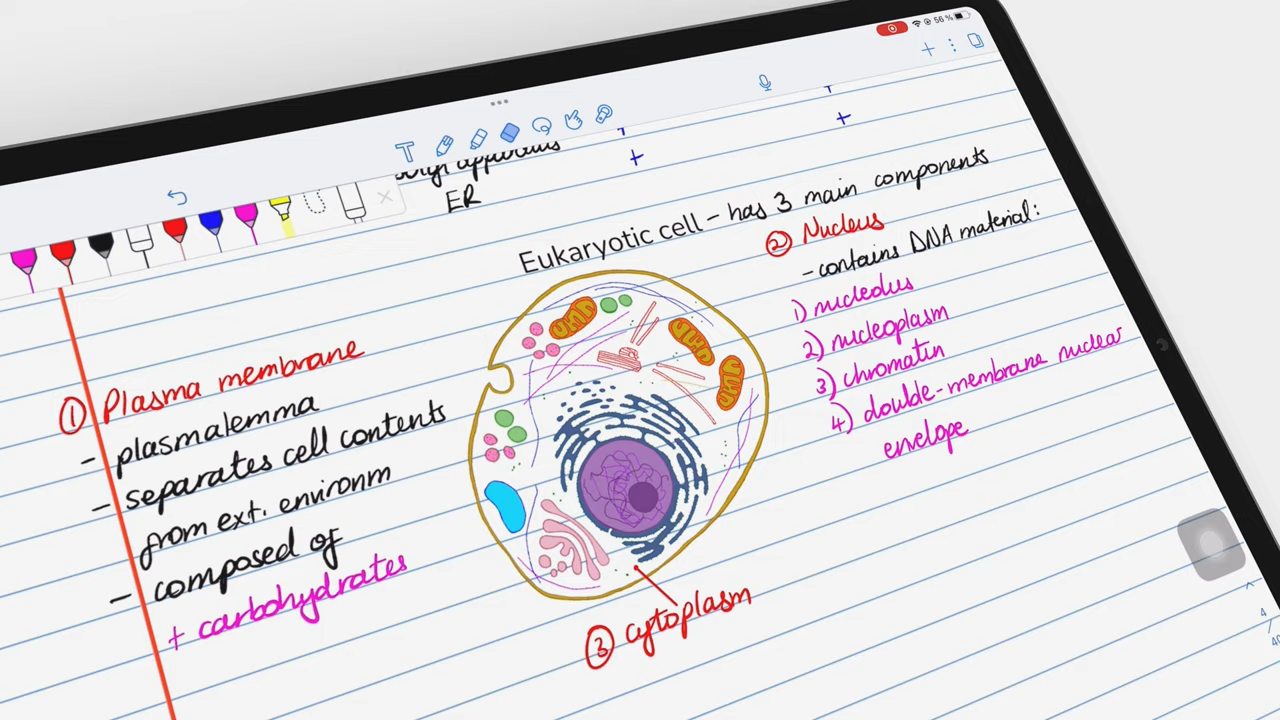 56 %
T
+
+
ER
Eukaryotic cell - has 3 main components
① Plasma membrane
- plasmalemma
- separates cell contents
from ext. environm
- composed of
+ carbohydrates
② Nucleus
- contains DNA material:
1) nucleolus
2) nucleoplasm
3) chromatin
4) double-membrane nuclear
envelope
③ cytoplasm
4
/